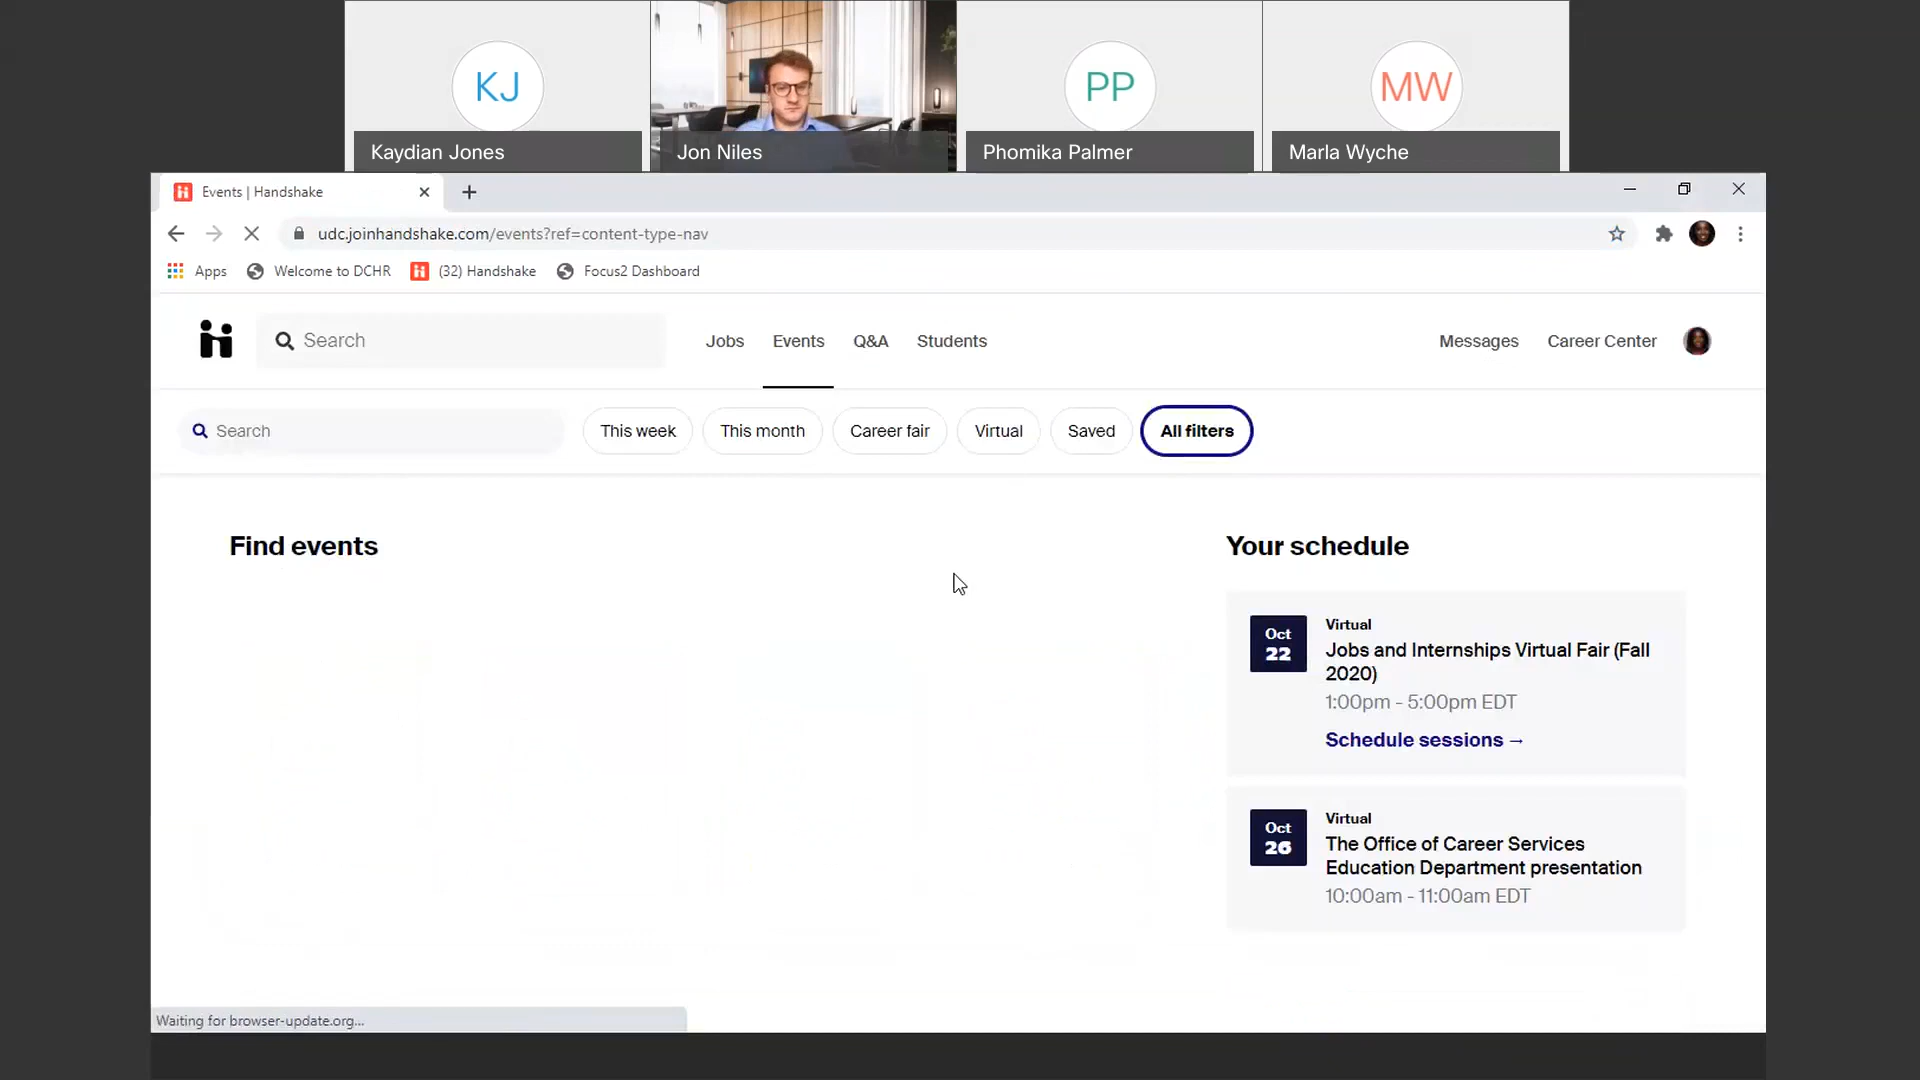 KJ
PP
MW
Kaydian Jones
Jon Niles
Phomika Palmer
Marla Wyche
Events | Handshake
udc.joinhandshake.com/events?ref=content-type-nav
Apps
Welcome to DCHR
(32) Handshake
Focus2 Dashboard
Search
Jobs
Events
Q&A
Students
Messages
Career Center
Search
This week
This month
Career fair
Virtual
Saved
All filters
Find events
Your schedule
Oct
22
Virtual
Jobs and Internships Virtual Fair (Fall
2020)
1:00pm - 5:00pm EDT
Schedule sessions →
Oct
26
Virtual
The Office of Career Services
Education Department presentation
10:00am - 11:00am EDT
Waiting for browser-update.org...